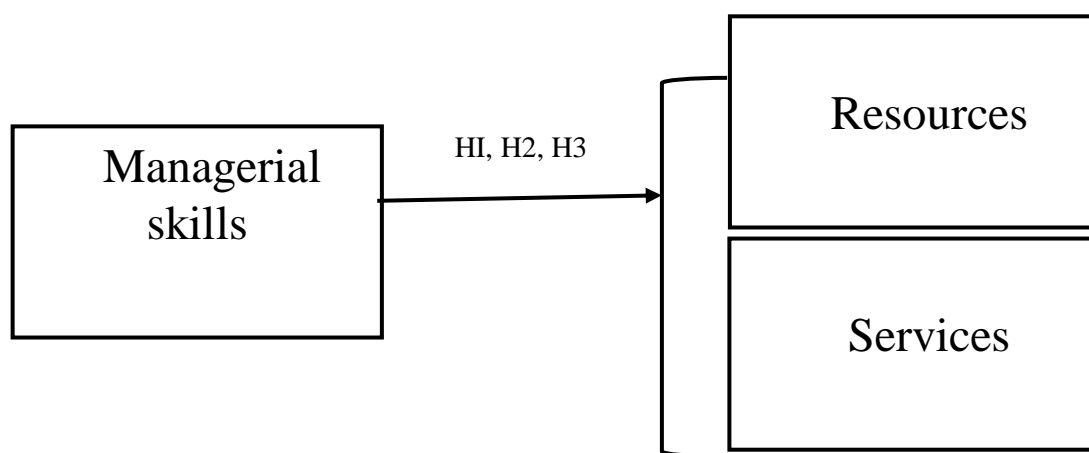 Managerial
skills
HI, H2, H3
Resources
Services